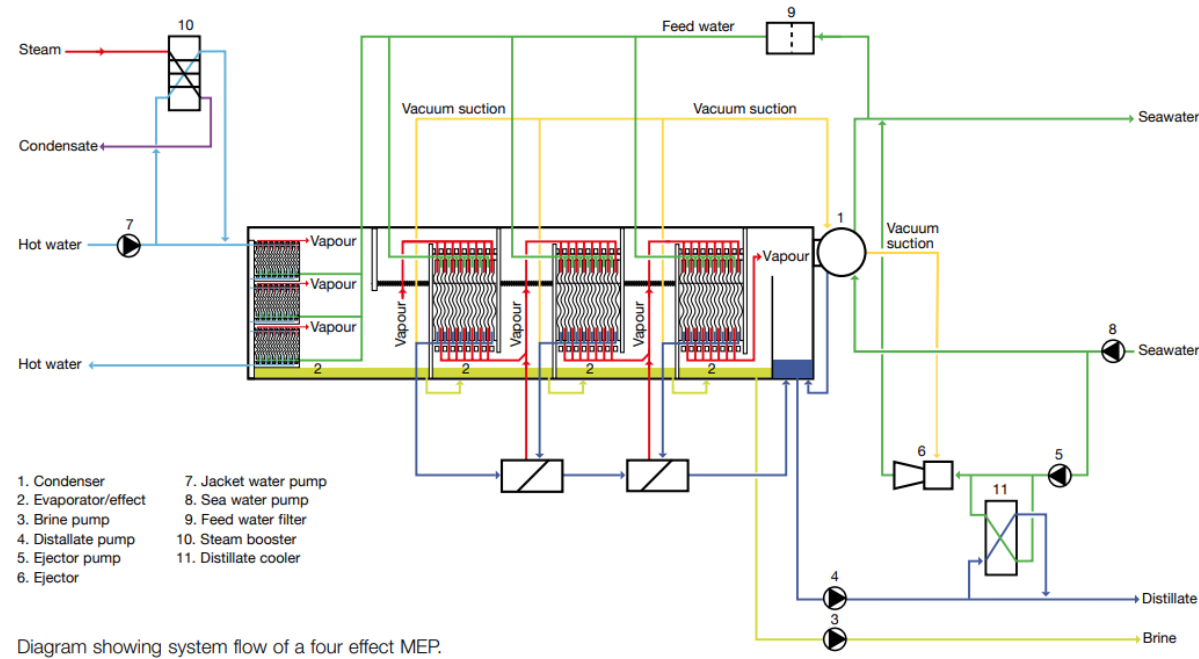 10
9
Steam
Feed water
Vacuum suction
Vacuum suction
Condensate
Seawater
7
1
Hot water
Vapour
Vacuum
suction
Vapour
Vapour
Vapour
Vapour
Vapour
Vapour
Vapour
8
Seawater
Hot water
2
2
2
2
6
5
11
1. Condenser
2. Evaporator/effect
3. Brine pump
4. Distallate pump
5. Ejector pump
6. Ejector
7. Jacket water pump
8. Sea water pump
9. Feed water filter
10. Steam booster
11. Distillate cooler
4
Distillate
3
Brine
Diagram showing system flow of a four effect MEP.